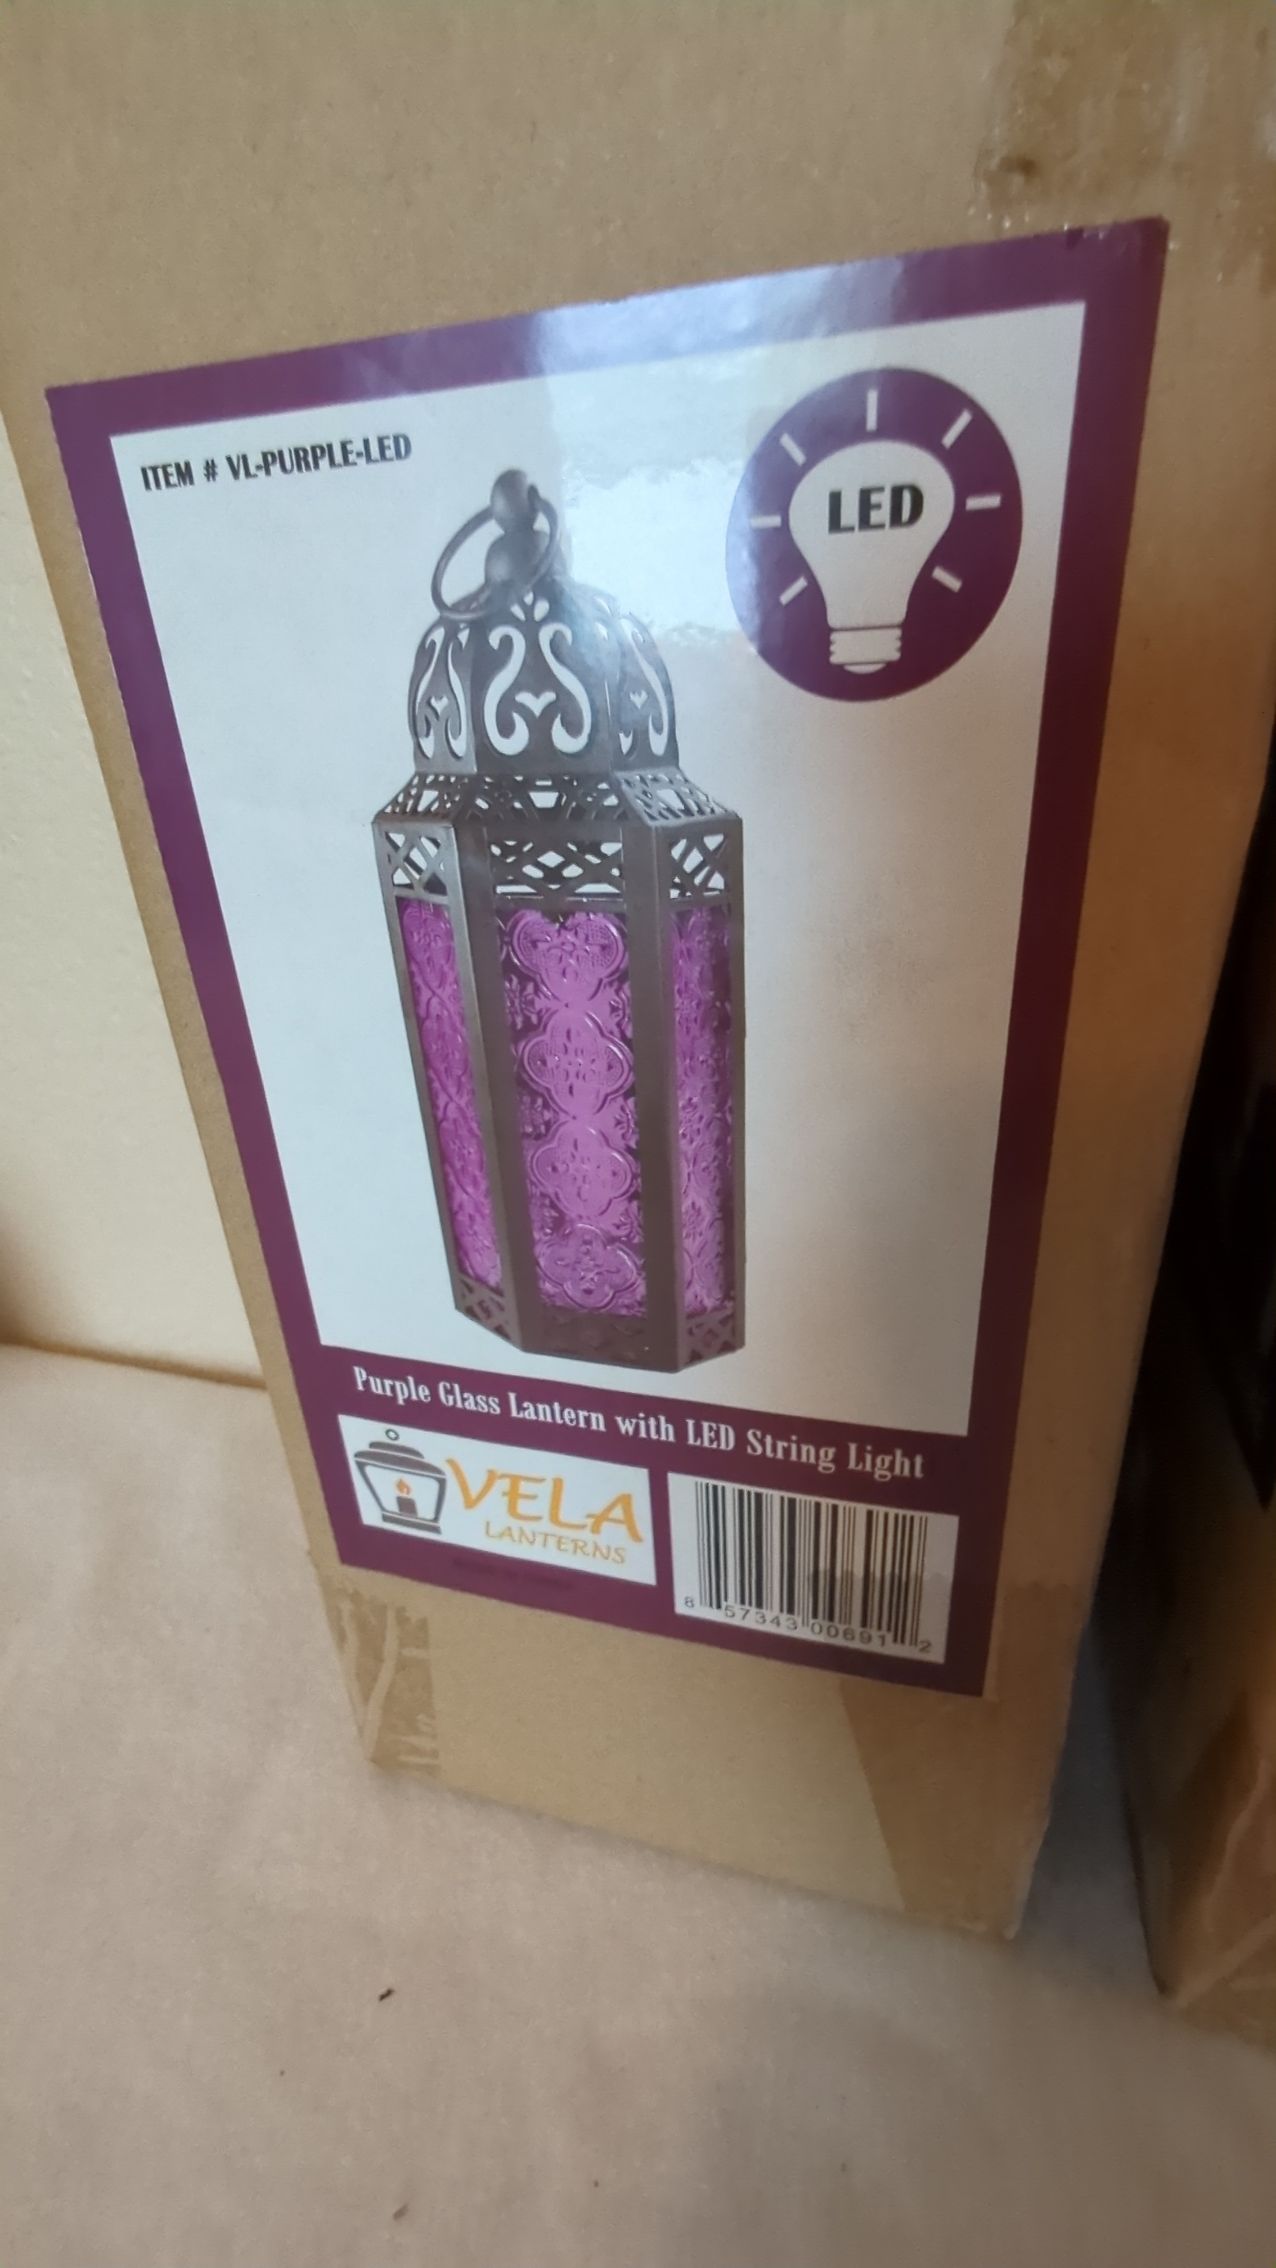 ITEM # VL-PURPLE-LED
LED
Purple Glass Lantern with LED String Light
VELA
LANTERNS
8 57343 00691 2